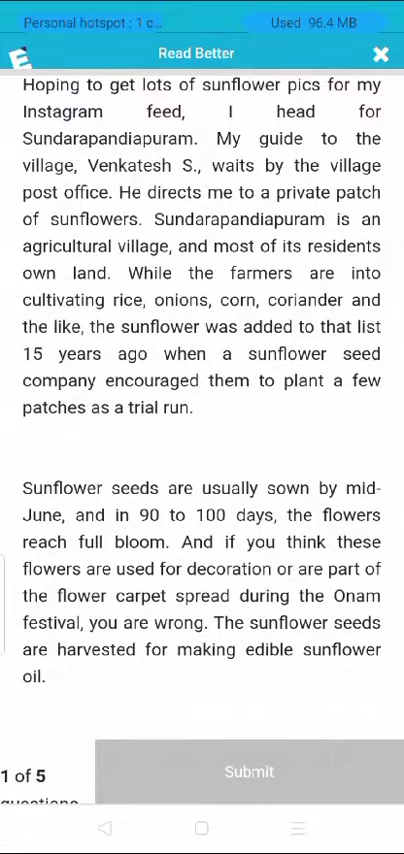 Personal hotspot : 1 c...
Used 96.4 MB
Read Better
Hoping to get lots of sunflower pics for my
Instagram feed, I head for
Sundarapandiapuram. My guide to the
village, Venkatesh S., waits by the village
post office. He directs me to a private patch
of sunflowers. Sundarapandiapuram is an
agricultural village, and most of its residents
own land. While the farmers are into
cultivating rice, onions, corn, coriander and
the like, the sunflower was added to that list
15 years ago when a sunflower seed
company encouraged them to plant a few
patches as a trial run.
Sunflower seeds are usually sown by mid-
June, and in 90 to 100 days, the flowers
reach full bloom. And if you think these
flowers are used for decoration or are part of
the flower carpet spread during the Onam
festival, you are wrong. The sunflower seeds
are harvested for making edible sunflower
oil.
1 of 5
Submit